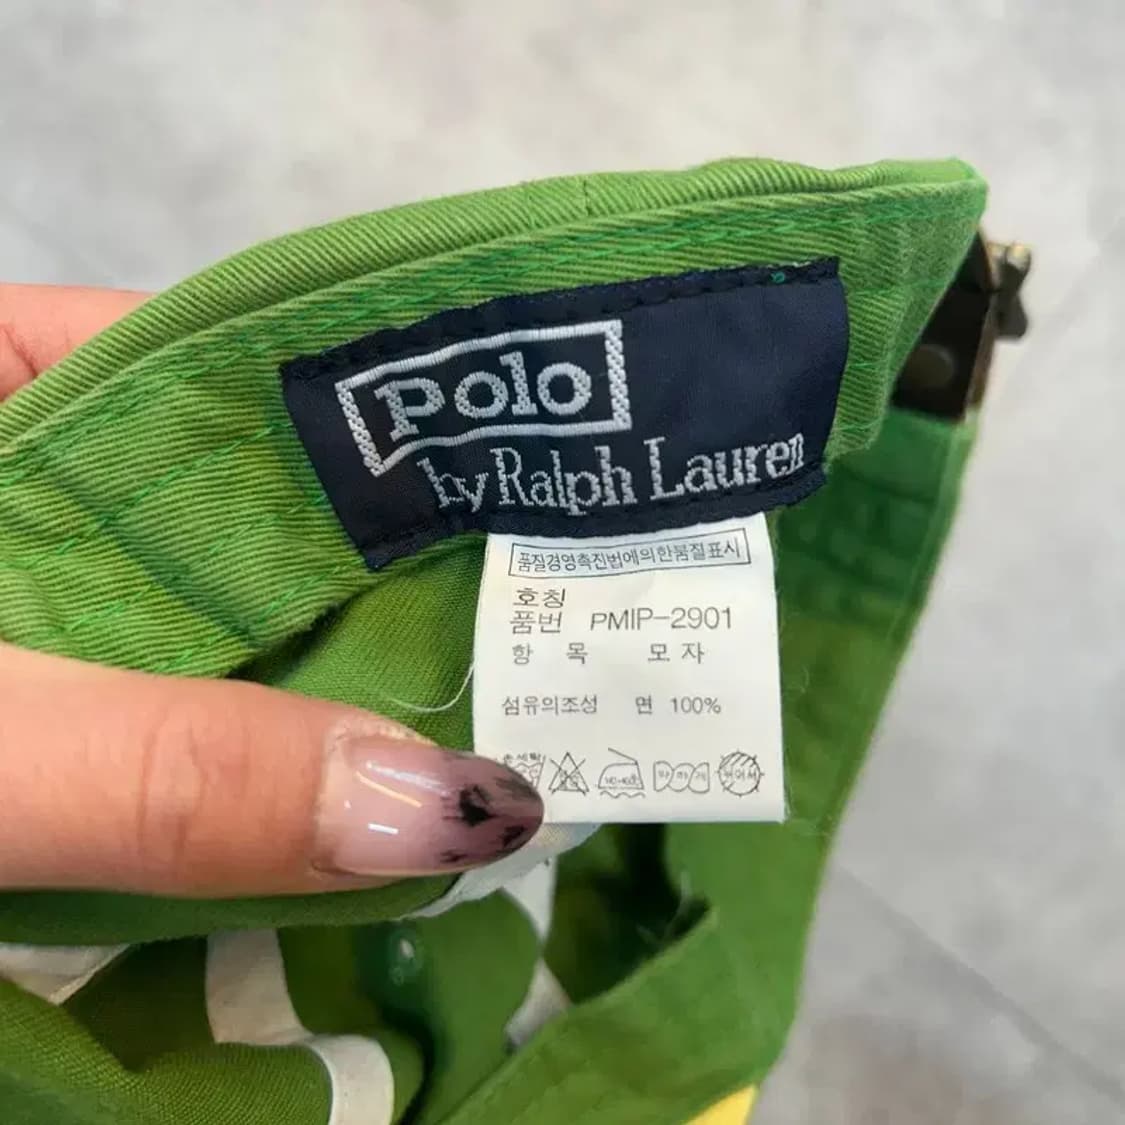 Polo
by Ralph Lauren
품질경영촉진법에의한품질표시
호칭
품번 PMIP-2901
항 목 모 자
섬유의조성 면 100%